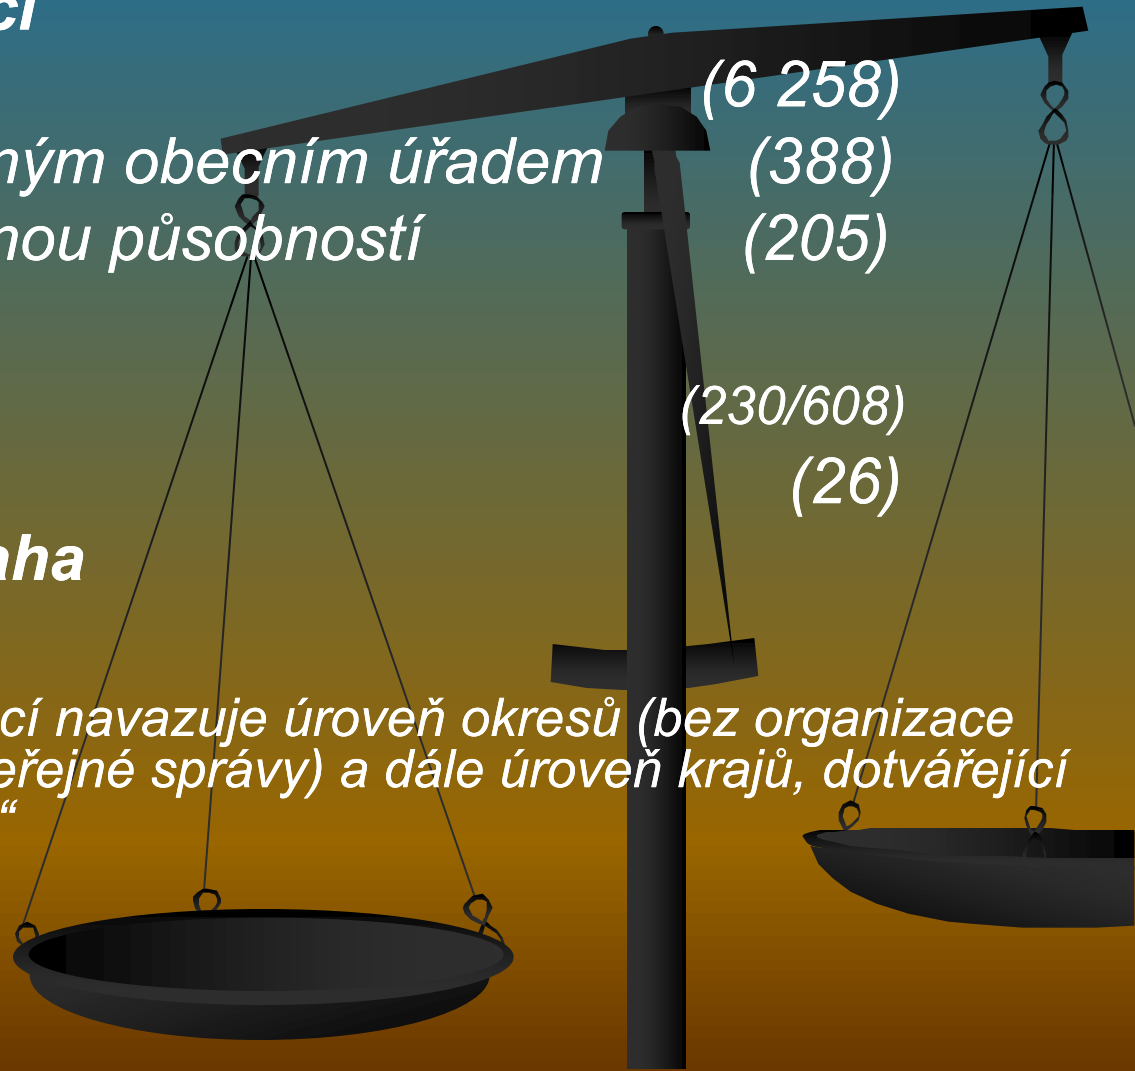 cí
(6 258)
ným obecním úřadem (388)
nou působností (205)
(230/608)
(26)
aha
cí navazuje úroveň okresů (bez organizace
eřejné správy) a dále úroveň krajů, dotvářející
“